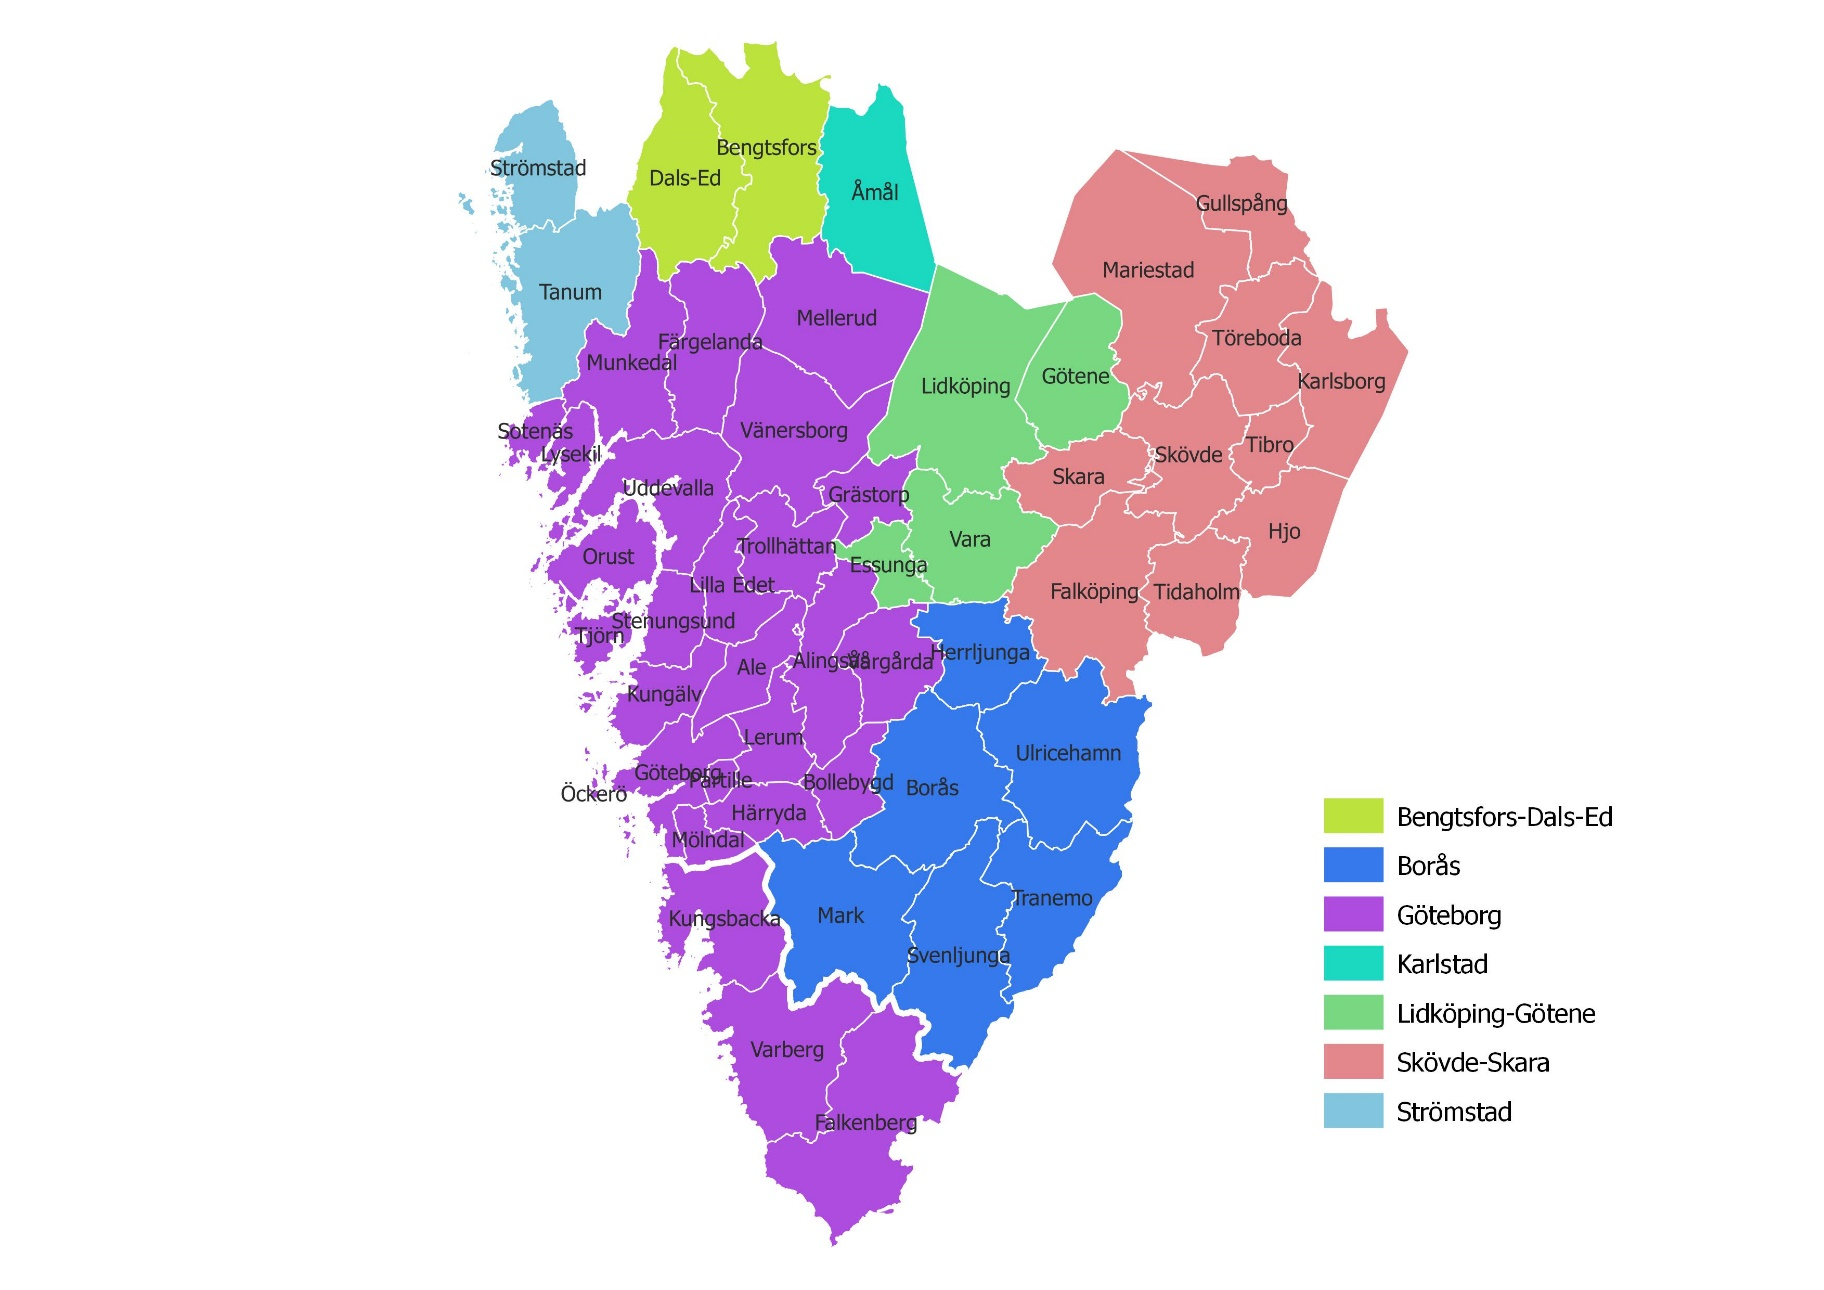 Strömstad
Bengtsfors
Dals-Ed
Åmål
Gullspång
Mariestad
Tanum
Mellerud
Töreboda
Färgelanda
Munkedal
Götene
Karlsborg
Lidköping
Sotenäs
Vänersborg
Tibro
Lysekil
Skövde
Skara
Uddevalla
Grästorp
Hjo
Vara
Trollhättan
Orust
Essunga
Lilla Edet
Falköping
Tidaholm
Stenungsund
Tjörn
Herrljunga
Alingsås
Vårgårda
Ale
Kungälv
Lerum
Ulricehamn
Göteborg
Partille
Bollebygd
Borås
Öckerö
Härryda
Mölndal
Tranemo
Mark
Kungsbacka
Svenljunga
Varberg
Falkenberg
Bengtsfors-Dals-Ed
Borås
Göteborg
Karlstad
Lidköping-Götene
Skövde-Skara
Strömstad